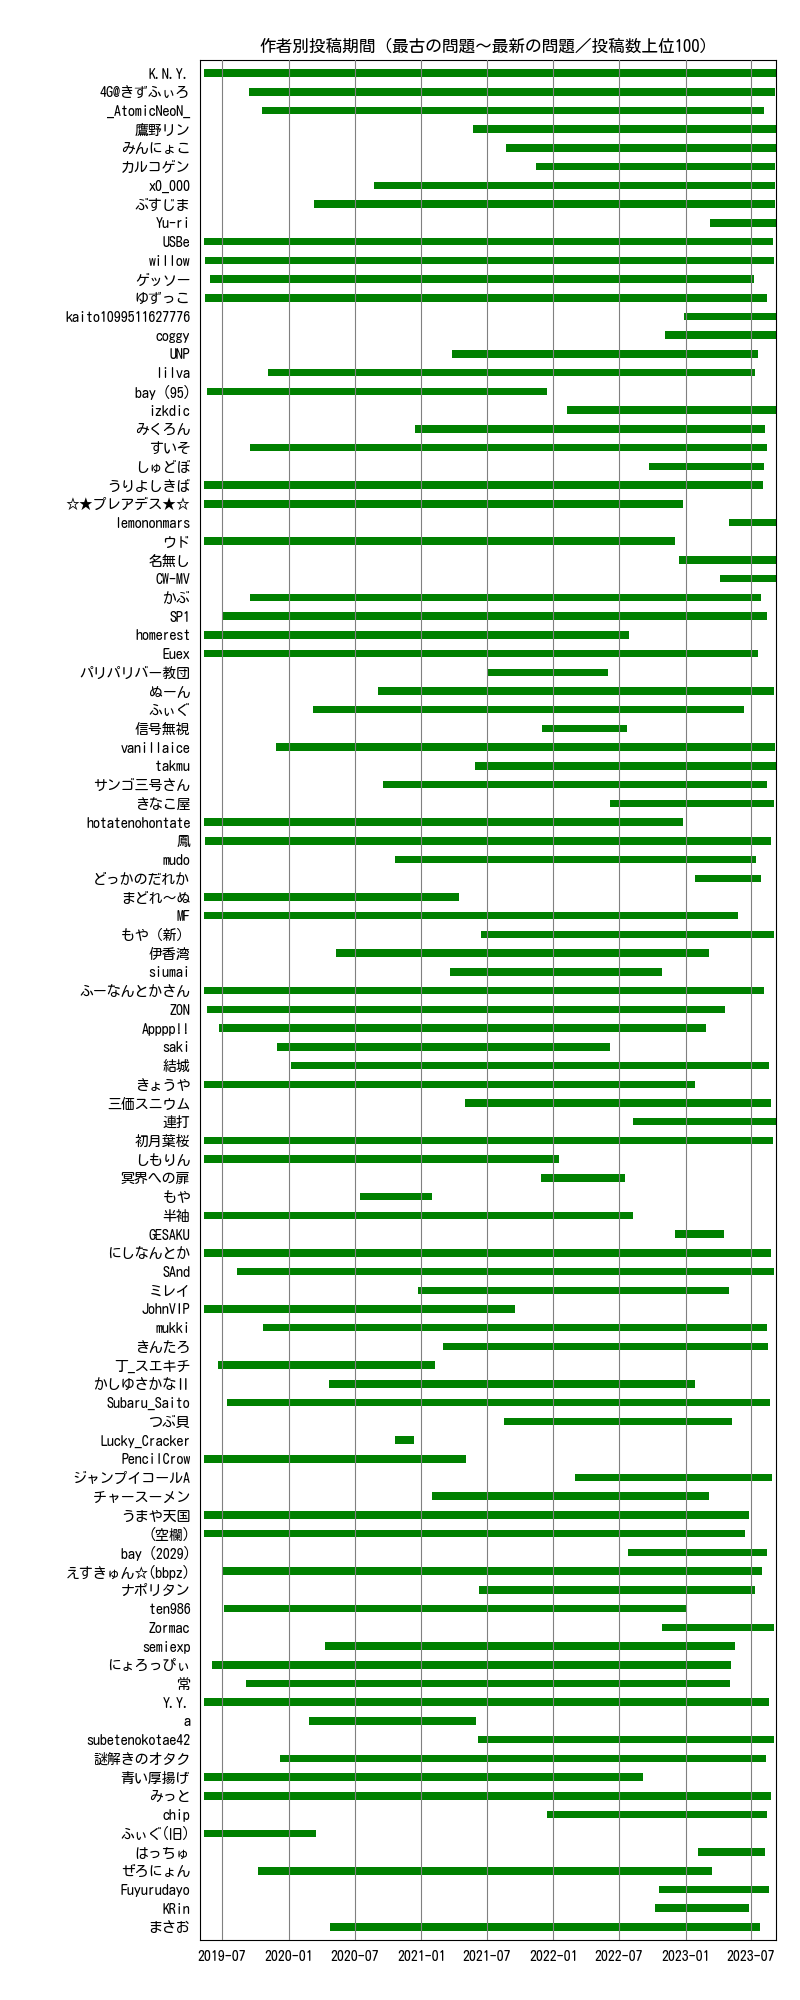 作者別投稿期間（最古の問題～最新の問題／投稿数上位100）
K.N.Y.
4G@きずふぃろ
_AtomicNeoN_
鷹野リン
みんにょこ
カルコゲン
x0_000
ぶすじま
Yu-ri
USBe
willow
ゲッソー
ゆずっこ
kaito1099511627776
coggy
UNP
lilva
bay (95)
izkdic
みくろん
すいそ
しゅどぼ
うりよしきば
☆★プレアデス★☆
lemononmars
ウド
名無し
CW-MV
かぶ
SP1
homerest
Euex
パリパリバー教団
ぬーん
ふぃぐ
信号無視
vanillaice
takmu
サンゴ三号さん
きなこ屋
hotatenohontate
鳳
mudo
どっかのだれか
まどれ～ぬ
MF
もや（新）
伊香湾
siumai
ふーなんとかさん
ZON
AppppII
saki
結城
きょうや
三価スニウム
連打
初月葉桜
しもりん
冥界への扉
もや
半袖
GESAKU
にしなんとか
SAnd
ミレイ
JohnVIP
mukki
きんたろ
丁_スエキチ
かしゆさかなII
Subaru_Saito
つぶ貝
Lucky_Cracker
PencilCrow
ジャンプイコールA
チャースーメン
うまや天国
(空欄)
bay (2029)
えすきゅん☆(bbpz)
ナポリタン
ten986
Zormac
semiexp
にょろっぴぃ
常
Y.Y.
a
subetenokotae42
謎解きのオタク
青い厚揚げ
みっと
chip
ふぃぐ(旧)
はっちゅ
ぜろにょん
Fuyurudayo
KRin
まさお
2019-07 2020-01 2020-07 2021-01 2021-07 2022-01 2022-07 2023-01 2023-07